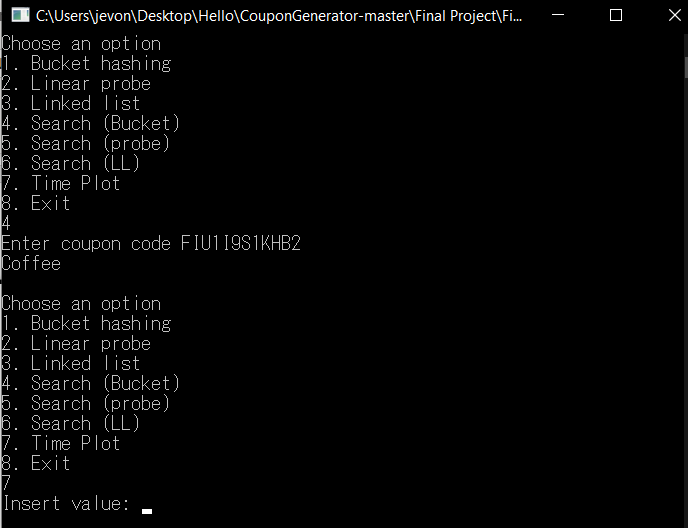 C:\Users\jevon\Desktop\Hello\CouponGenerator-master\Final Project\Fi...
Choose an option
1. Bucket hashing
2. Linear probe
3. Linked list
4. Search (Bucket)
5. Search (probe)
6. Search (LL)
7. Time Plot
8. Exit
4
Enter coupon code FIU1I9S1KHB2
Coffee
Choose an option
1. Bucket hashing
2. Linear probe
3. Linked list
4. Search (Bucket)
5. Search (probe)
6. Search (LL)
7. Time Plot
8. Exit
7
Insert value: